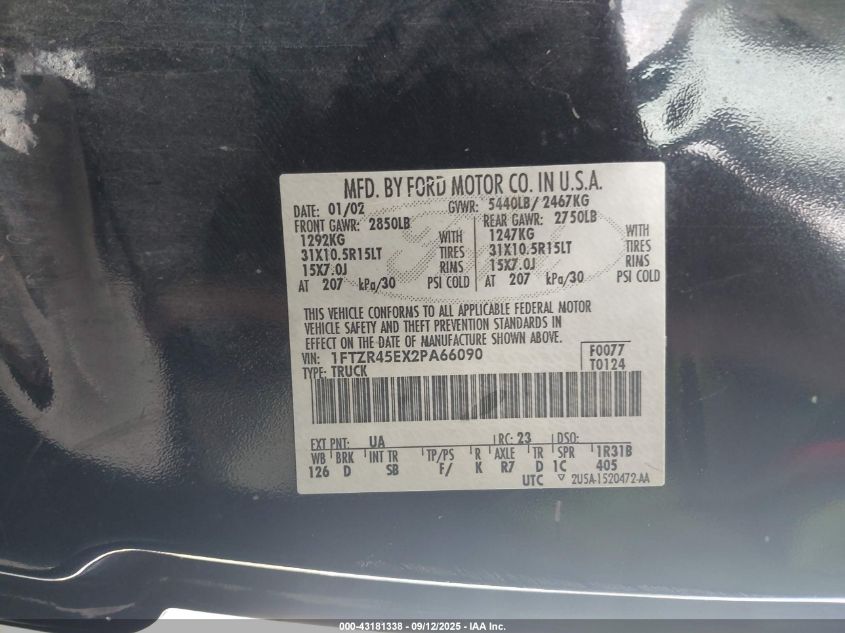 MFD. BY FORD MOTOR CO. IN U.S.A.
DATE: 01/02 GVWR: 5440LB/ 2467KG
FRONT GAWR: 2850LB REAR GAWR: 2750LB
1292KG WITH 1247KG WITH
31X10.5R15LT TIRES 31X10.5R15LT TIRES
15X7.0J RIMS 15X7.0J RIMS
AT 207 kPa/30 PSI COLD AT 207 kPa/30 PSI COLD
THIS VEHICLE CONFORMS TO ALL APPLICABLE FEDERAL MOTOR
VEHICLE SAFETY AND THEFT PREVENTION STANDARDS IN
EFFECT ON THE DATE OF MANUFACTURE SHOWN ABOVE.
VIN: 1FTZR45EX2PA66090 F0077
TYPE: TRUCK T0124
EXT PNT: UA RC: 23 DSO:
WB BRK INT TR TP/PS R AXLE TR SPR 1R31B
126 D SB F/ K R7 D 1C 405
UTC ▽ 2USA-1520472-AA
000-43181338 - 09/12/2025 - IAA Inc.